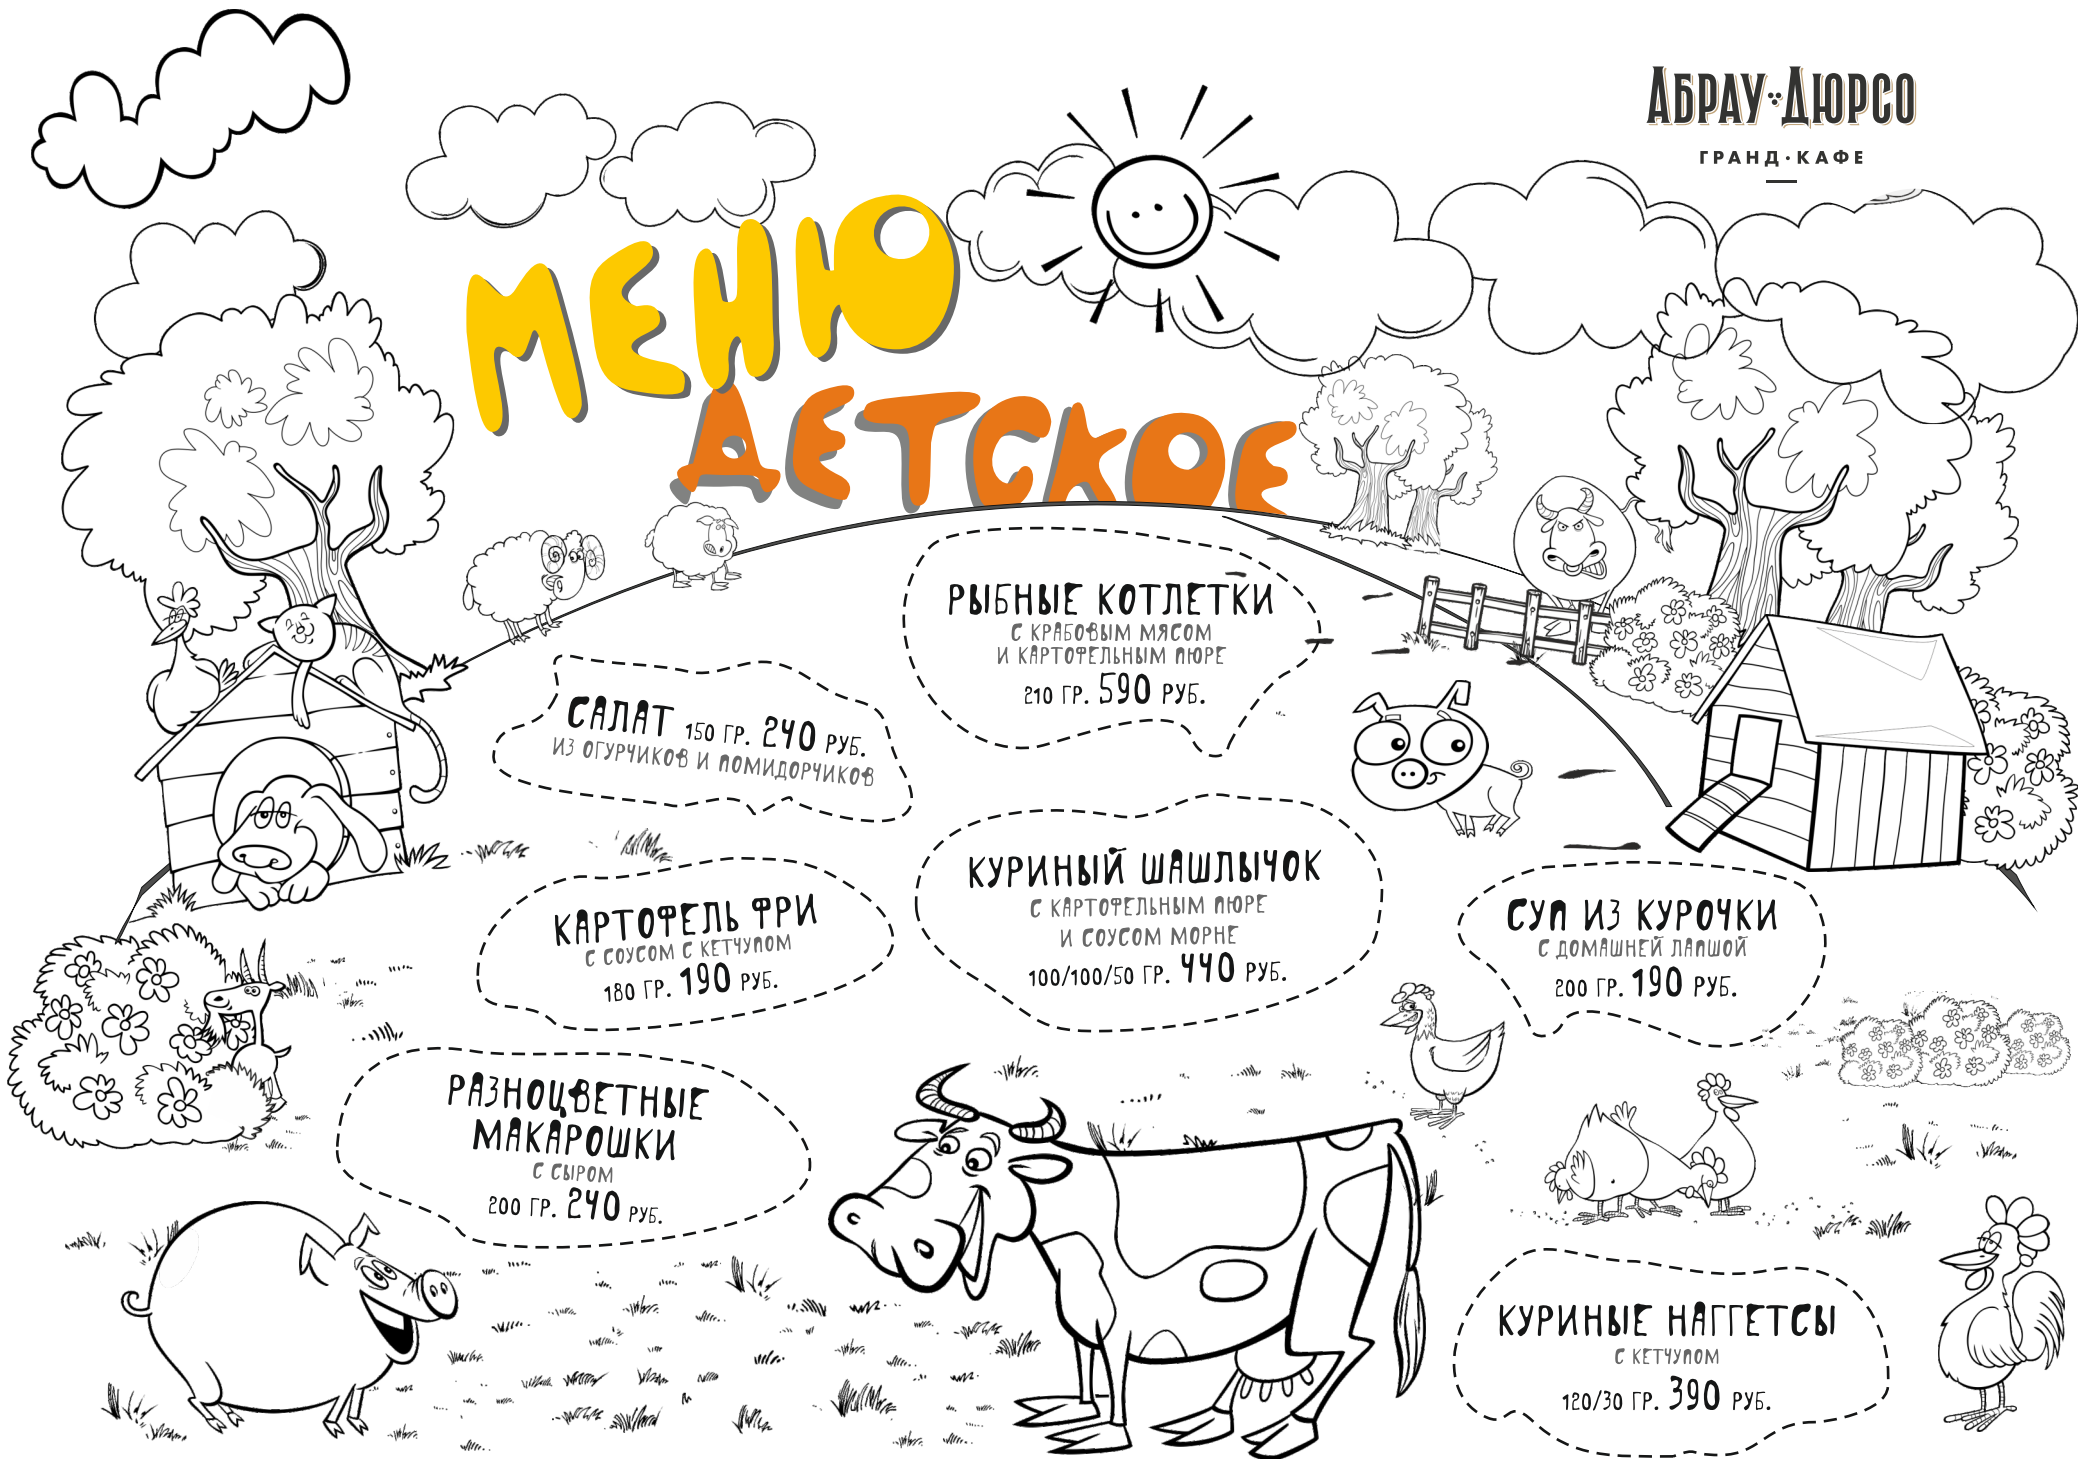 АБРАУ·ДЮРСО
ГРАНД·КАФЕ
МЕНЮ
ДЕТСКОЕ
РЫБНЫЕ КОТЛЕТКИ
С КРАБОВЫМ МЯСОМ
И КАРТОФЕЛЬНЫМ ПЮРЕ
210 ГР. 590 РУБ.
САЛАТ 150 ГР. 240 РУБ.
ИЗ ОГУРЧИКОВ И ПОМИДОРЧИКОВ
КУРИНЫЙ ШАШЛЫЧОК
С КАРТОФЕЛЬНЫМ ПЮРЕ
И СОУСОМ МОРНЕ
100/100/50 ГР. 440 РУБ.
КАРТОФЕЛЬ ФРИ
С СОУСОМ С КЕТЧУПОМ
180 ГР. 190 РУБ.
СУП ИЗ КУРОЧКИ
С ДОМАШНЕЙ ЛАПШОЙ
200 ГР. 190 РУБ.
РАЗНОЦВЕТНЫЕ
МАКАРОШКИ
С СЫРОМ
200 ГР. 240 РУБ.
КУРИНЫЕ НАГГЕТСЫ
С КЕТЧУПОМ
120/30 ГР. 390 РУБ.